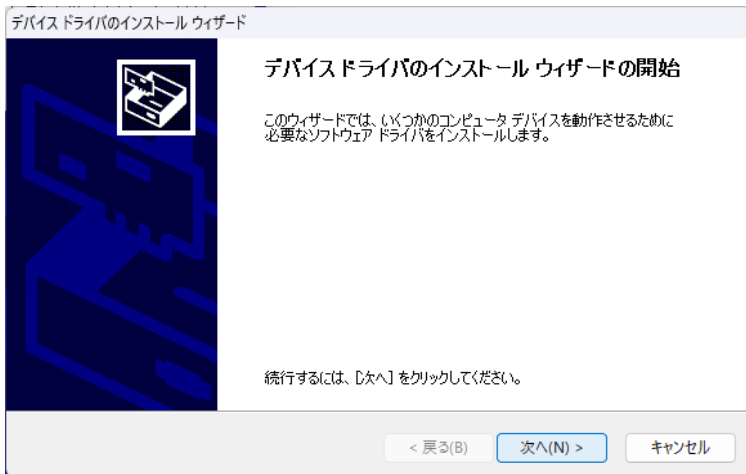 デバイス ドライバのインストール ウィザード
デバイス ドライバのインストール ウィザードの開始
このウィザードでは、いくつかのコンピュータ デバイスを動作させるために
必要なソフトウェア ドライバをインストールします。
続行するには、[次へ] をクリックしてください。
< 戻る(B) 次へ(N) > キャンセル